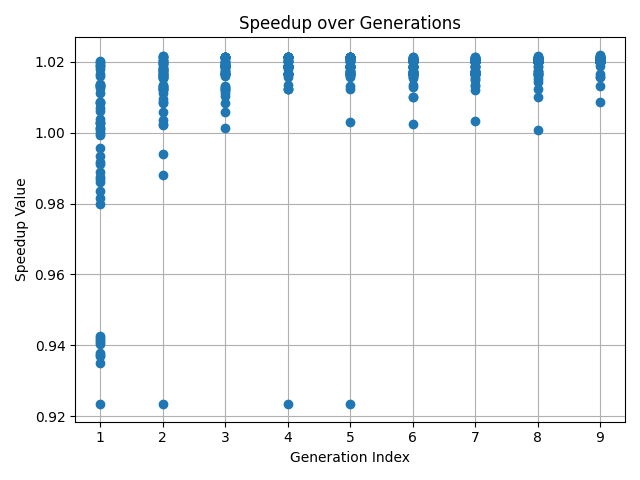 Speedup over Generations
Speedup Value
1.02
1.00
0.98
0.96
0.94
0.92
1 2 3 4 5 6 7 8 9
Generation Index